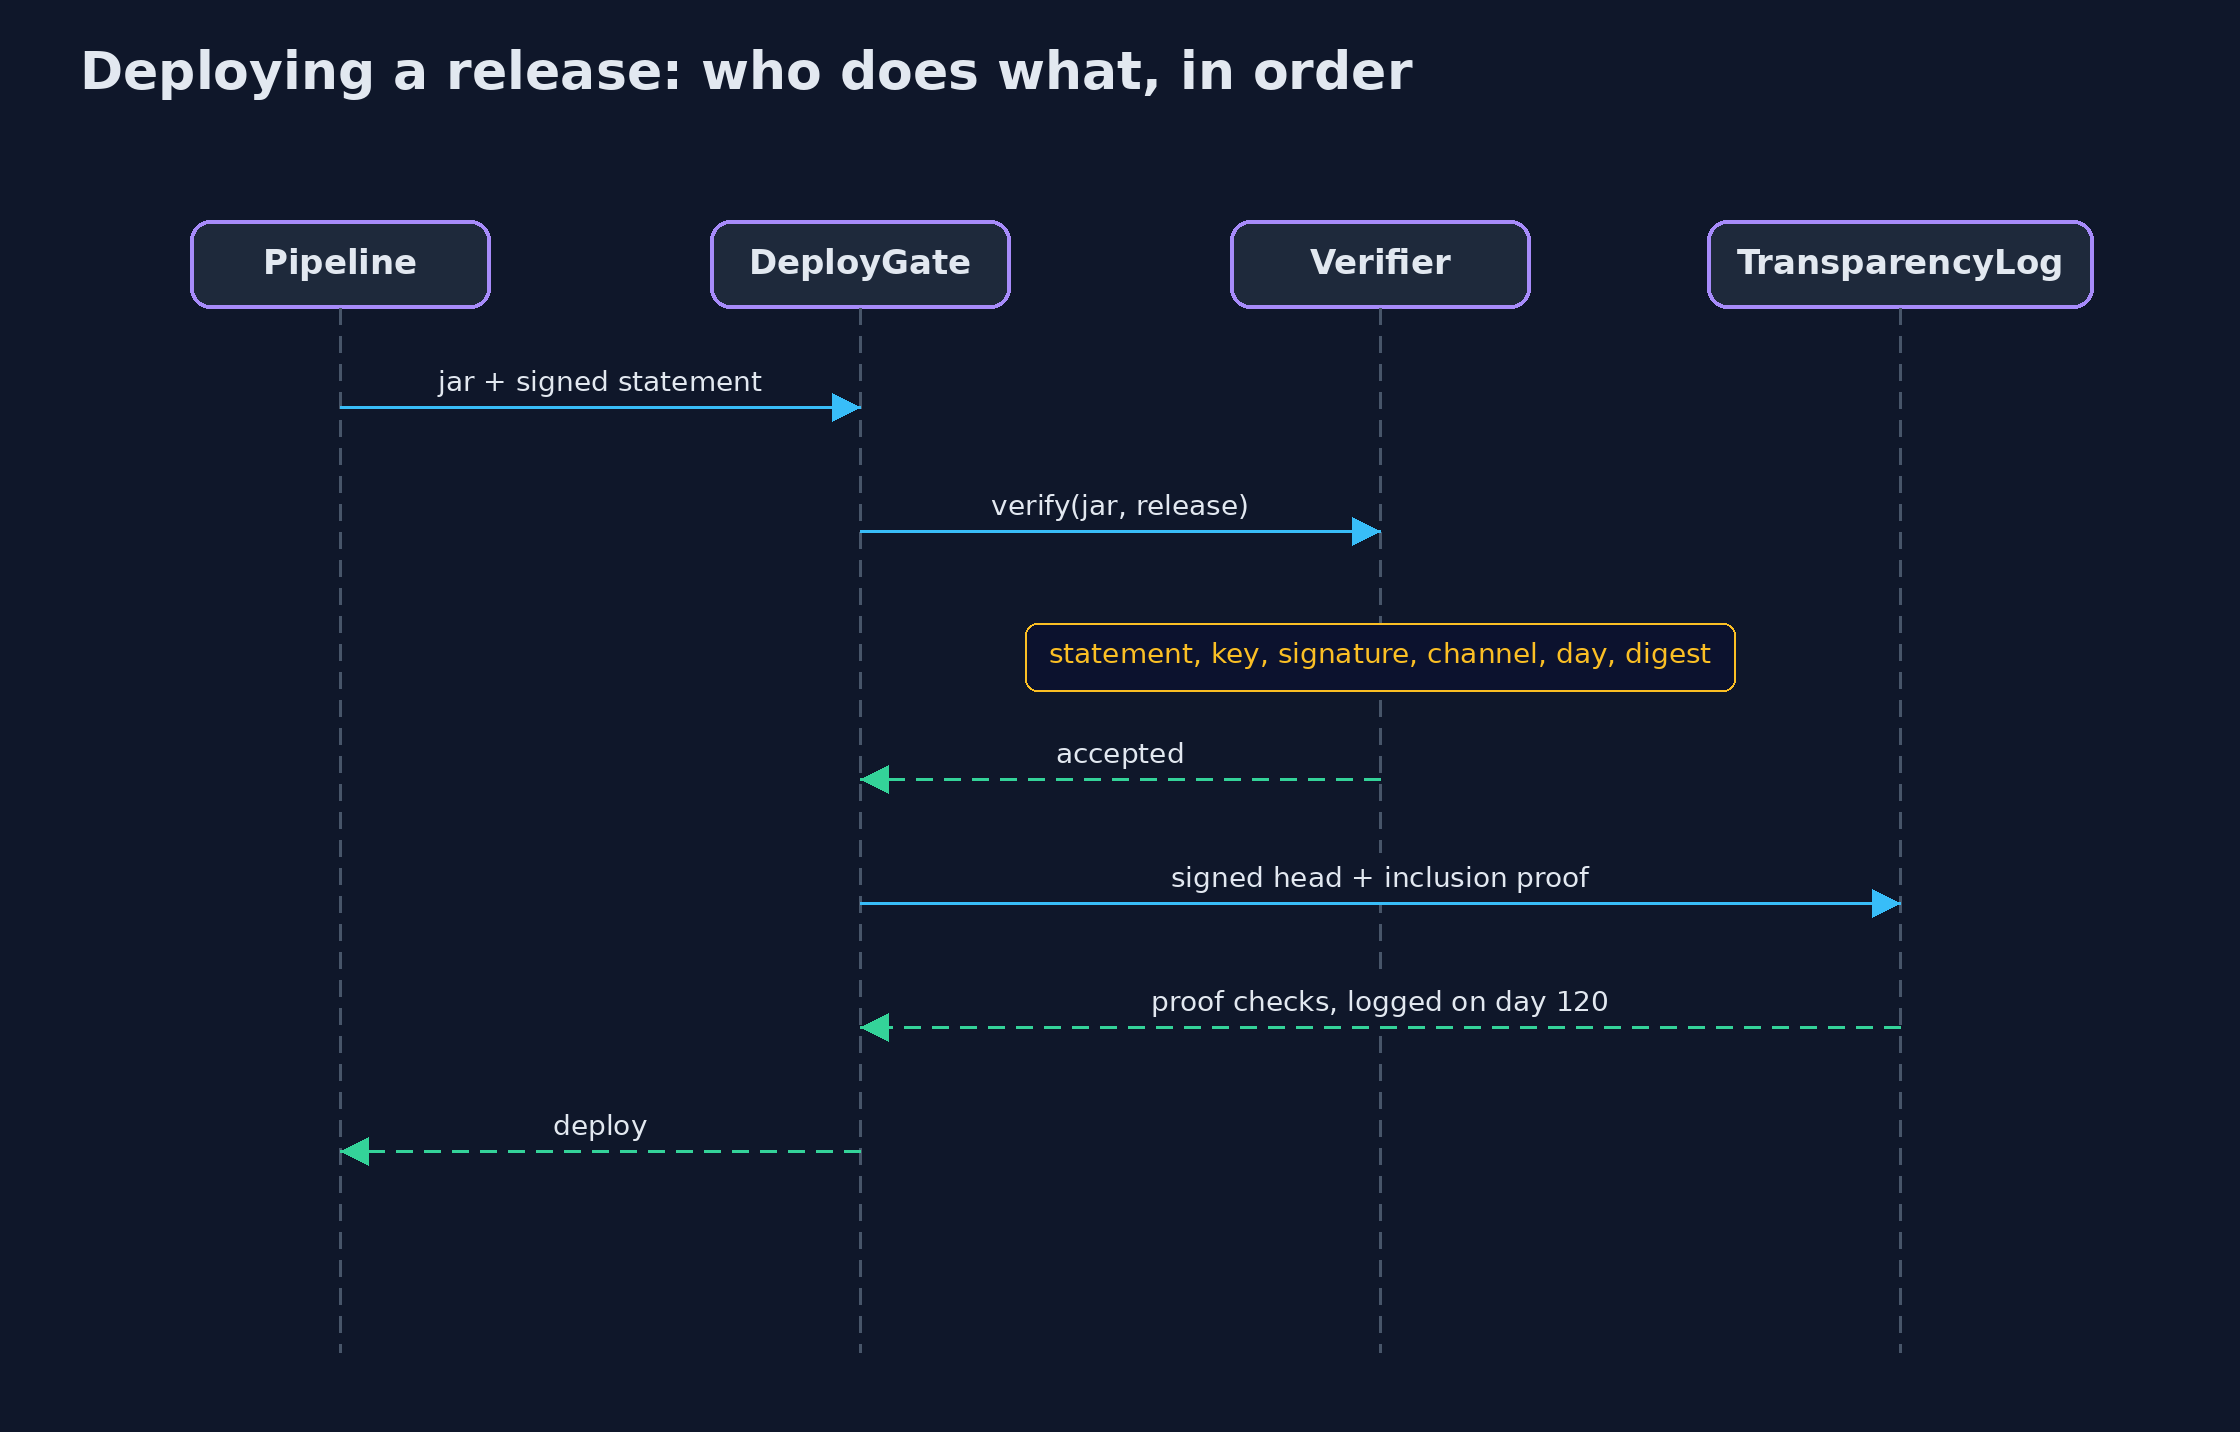 Deploying a release: who does what, in order
Pipeline
DeployGate
Verifier
TransparencyLog
jar + signed statement
verify(jar, release)
statement, key, signature, channel, day, digest
accepted
signed head + inclusion proof
proof checks, logged on day 120
deploy